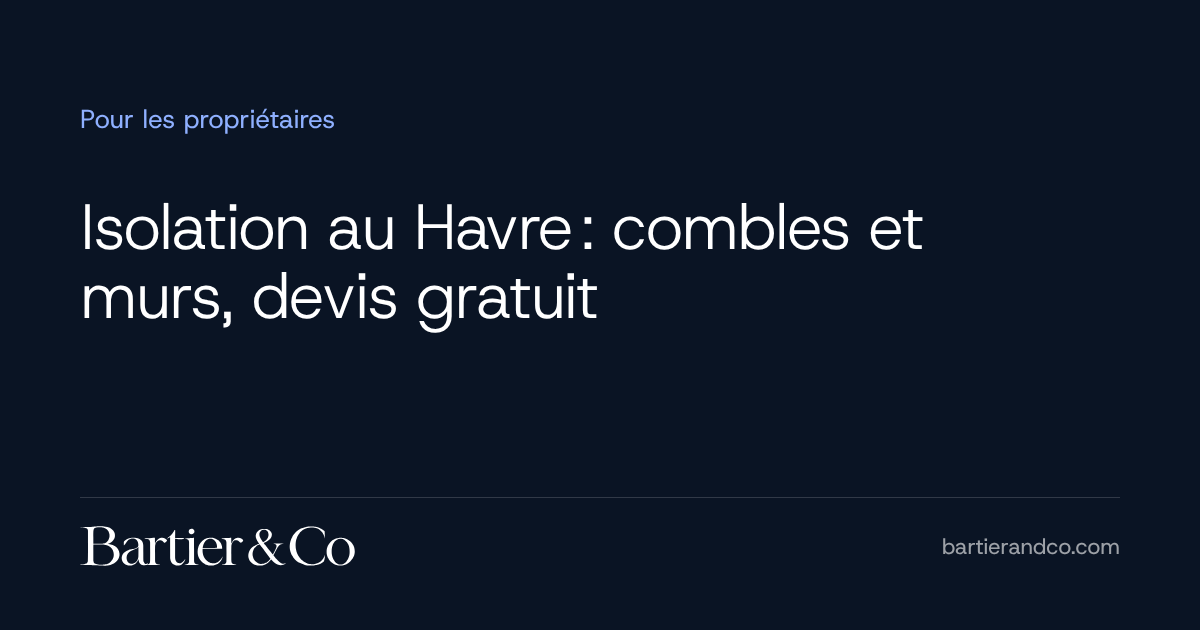 Pour les propriétaires
Isolation au Havre : combles et
murs, devis gratuit
Bartier & Co
bartierandco.com